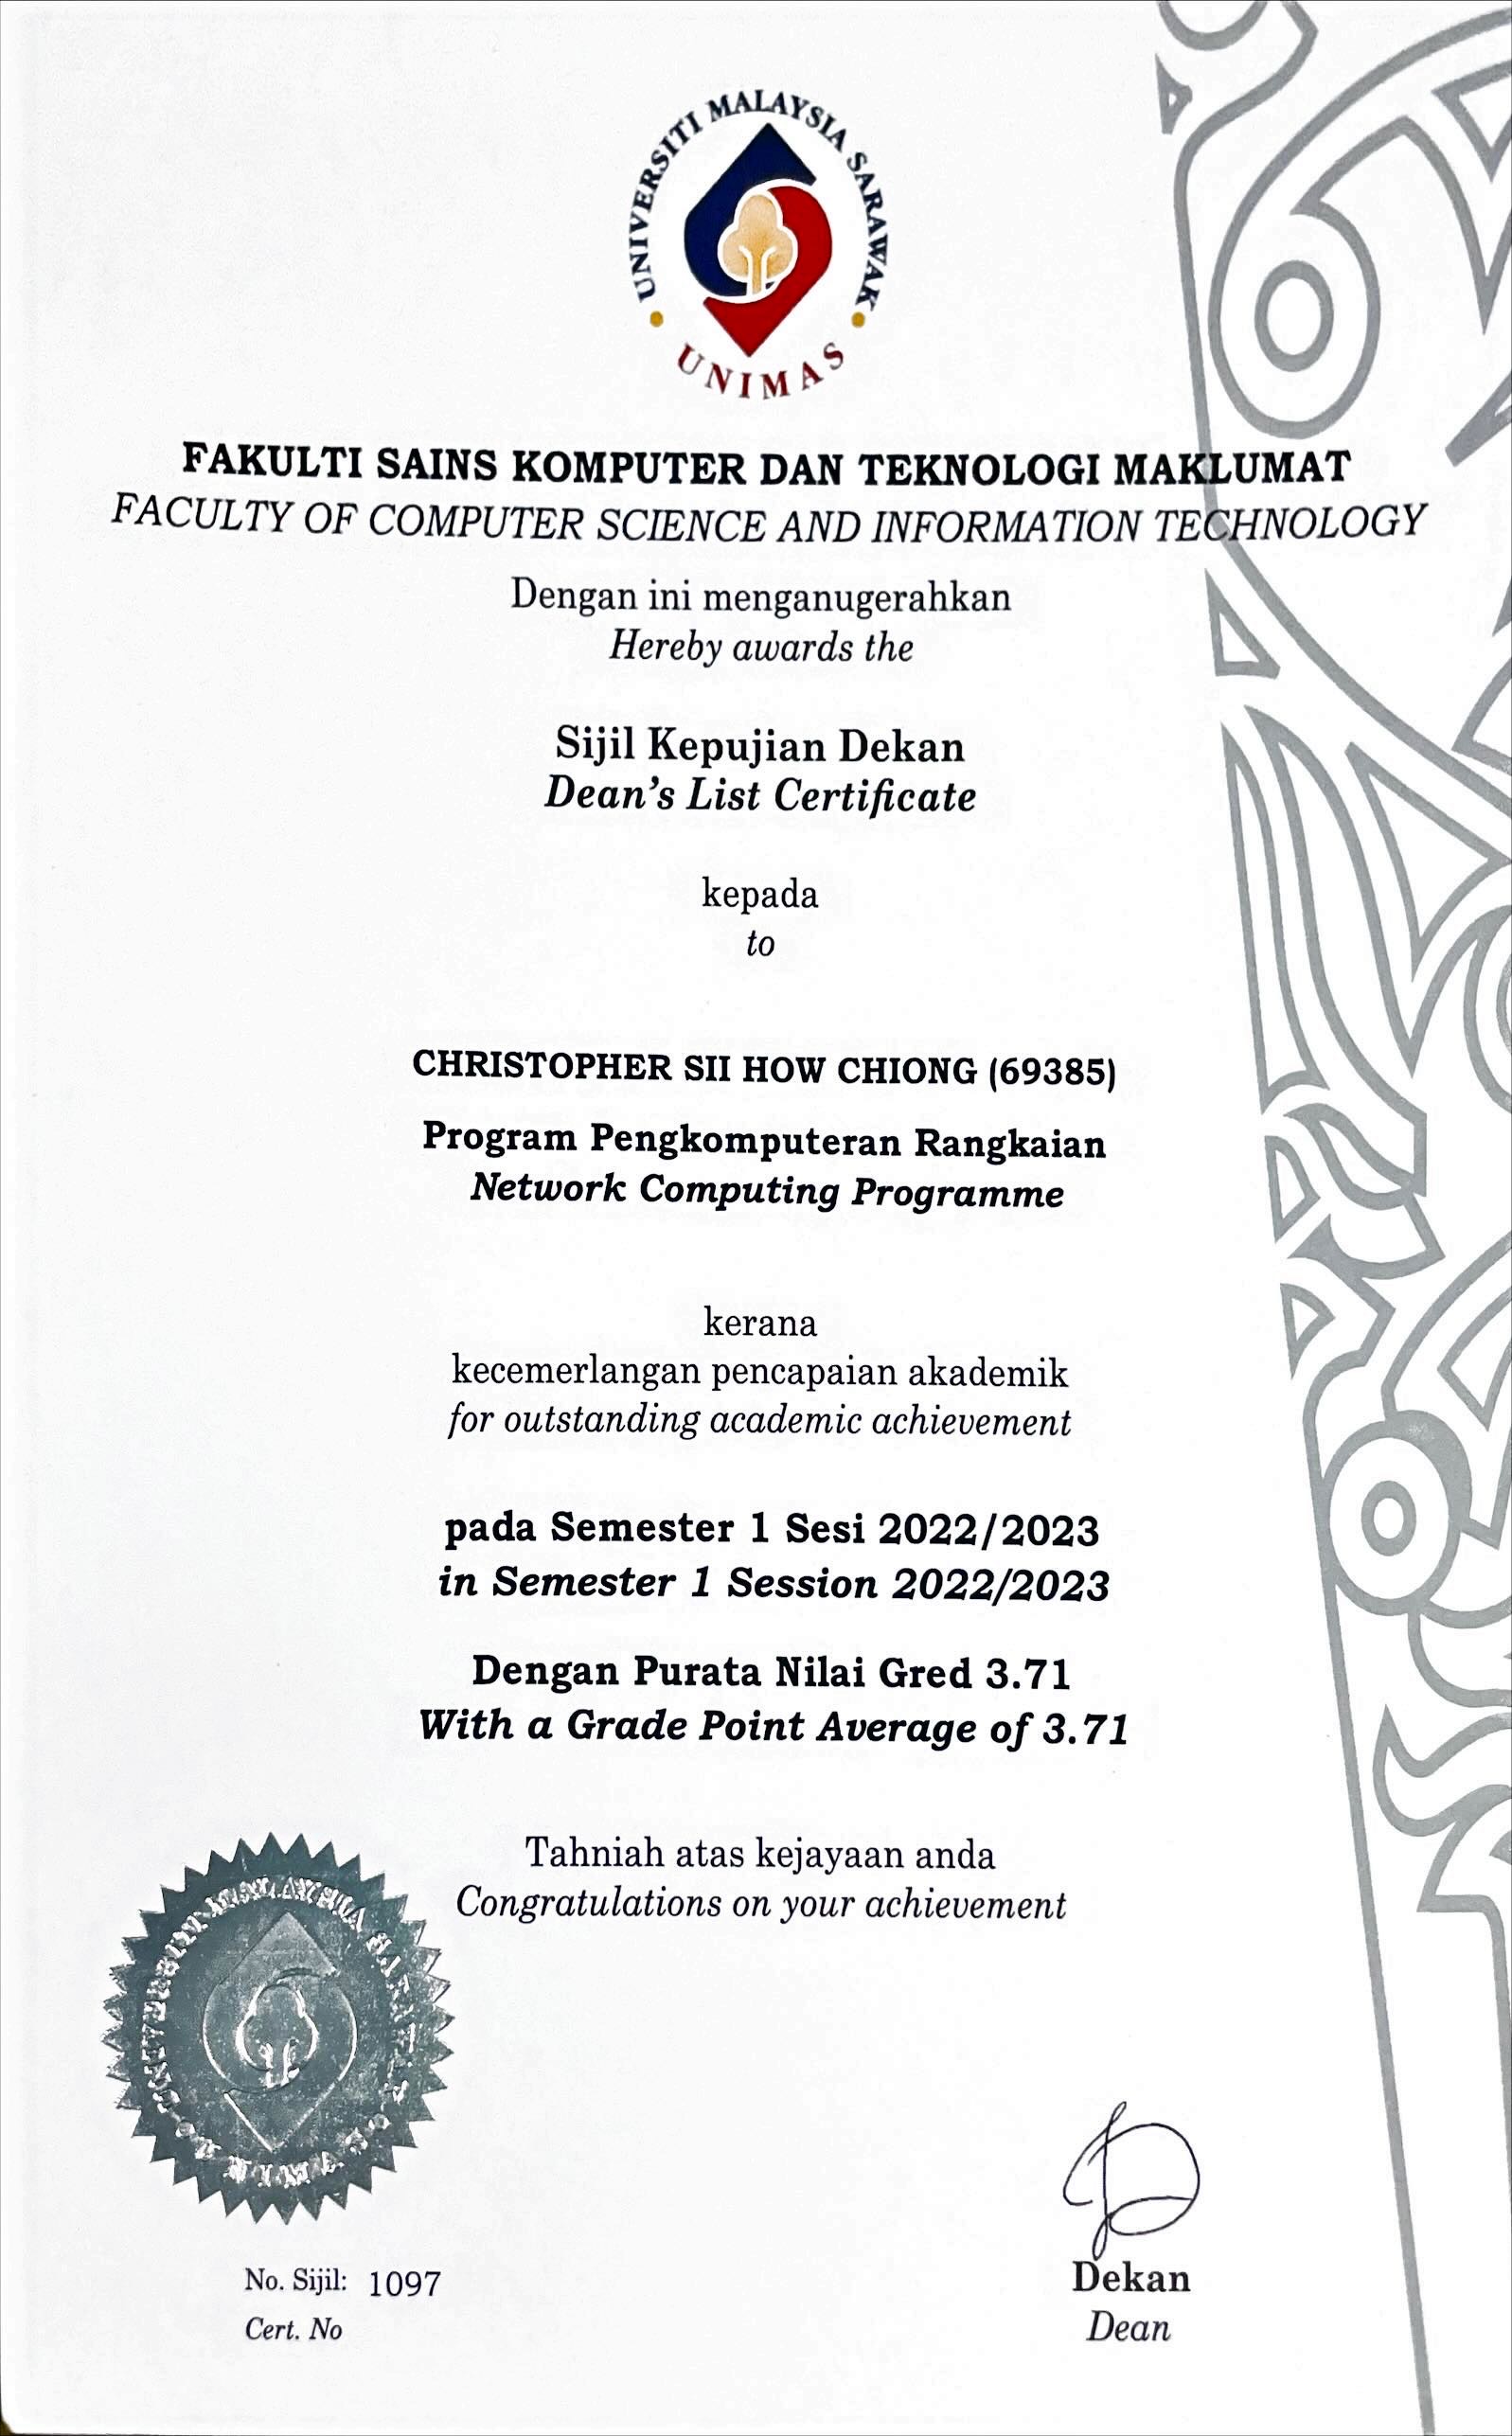 UNIVERSITI MALAYSIA SARAWAK
UNIMAS
FAKULTI SAINS KOMPUTER DAN TEKNOLOGI MAKLUMAT
FACULTY OF COMPUTER SCIENCE AND INFORMATION TECHNOLOGY
Dengan ini menganugerahkan
Hereby awards the
Sijil Kepujian Dekan
Dean's List Certificate
kepada
to
CHRISTOPHER SII HOW CHIONG (69385)
Program Pengkomputeran Rangkaian
Network Computing Programme
kerana
kecemerlangan pencapaian akademik
for outstanding academic achievement
pada Semester 1 Sesi 2022/2023
in Semester 1 Session 2022/2023
Dengan Purata Nilai Gred 3.71
With a Grade Point Average of 3.71
Tahniah atas kejayaan anda
Congratulations on your achievement
No. Sijil: 1097
Cert. No
Dekan
Dean